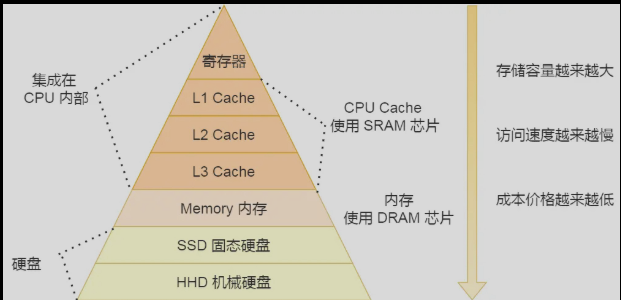 寄存器
集成在
CPU 内部
L1 Cache
L2 Cache
L3 Cache
CPU Cache
使用 SRAM 芯片
Memory 内存
内存
使用 DRAM 芯片
SSD 固态硬盘
HHD 机械硬盘
硬盘
存储容量越来越大
访问速度越来越慢
成本价格越来越低